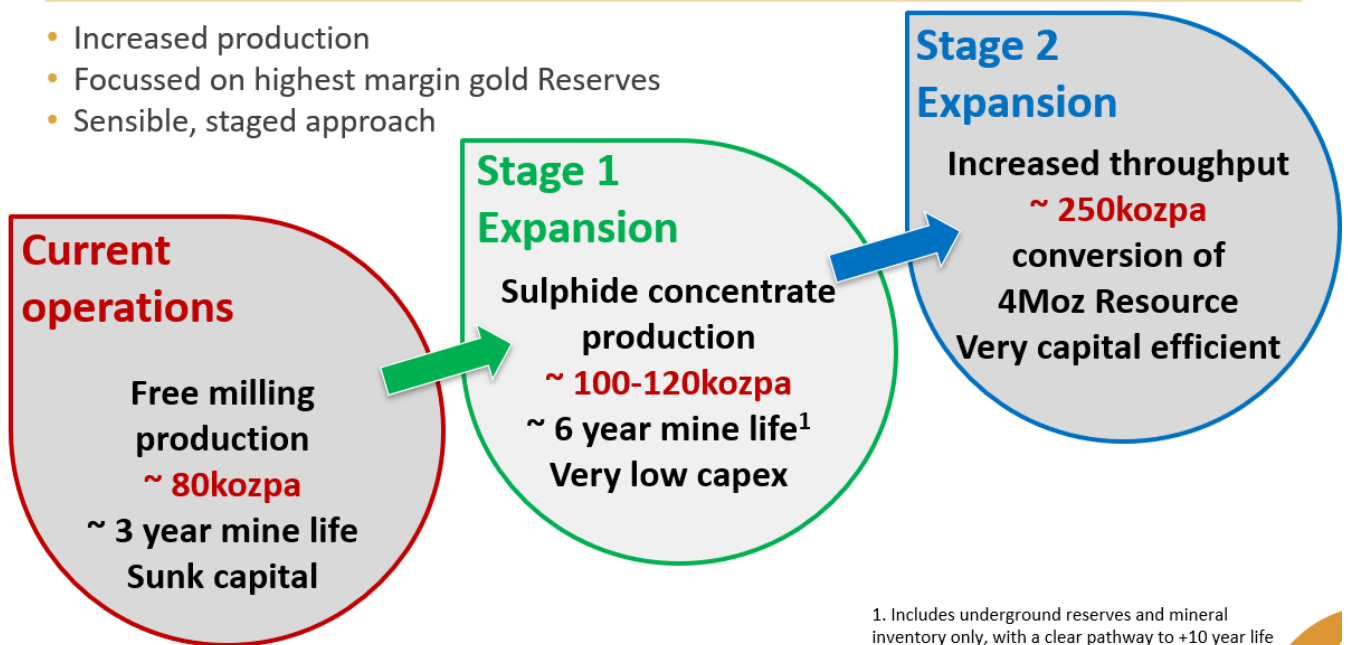 • Increased production
• Focussed on highest margin gold Reserves
• Sensible, staged approach
Current
operations
Free milling
production
~ 80kozpa
~ 3 year mine life
Sunk capital
Stage 1
Expansion
Sulphide concentrate
production
~ 100-120kozpa
~ 6 year mine life¹
Very low capex
Stage 2
Expansion
Increased throughput
~ 250kozpa
conversion of
4Moz Resource
Very capital efficient
1. Includes underground reserves and mineral
inventory only, with a clear pathway to +10 year life